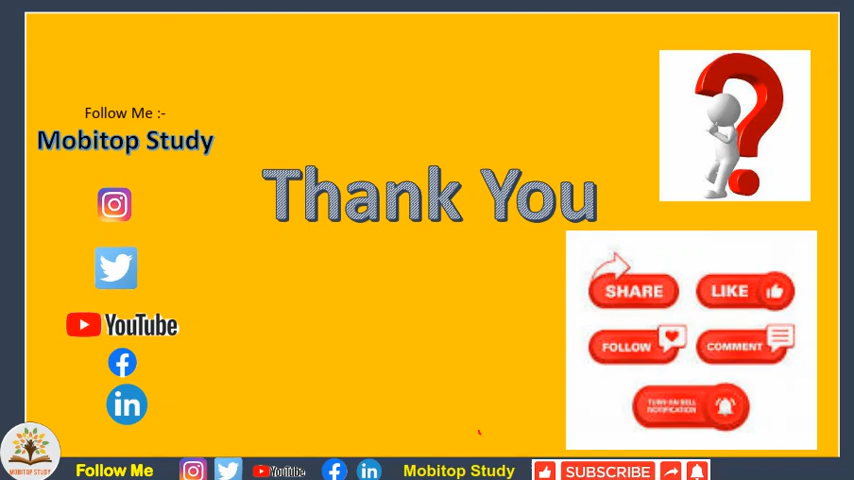 Follow Me :-
Mobitop Study
Thank You
YouTube
SHARE
LIKE
FOLLOW
COMMENT
TURN ON BELL
NOTIFICATION
MOBITOP STUDY
Follow Me
YouTube
Mobitop Study
SUBSCRIBE